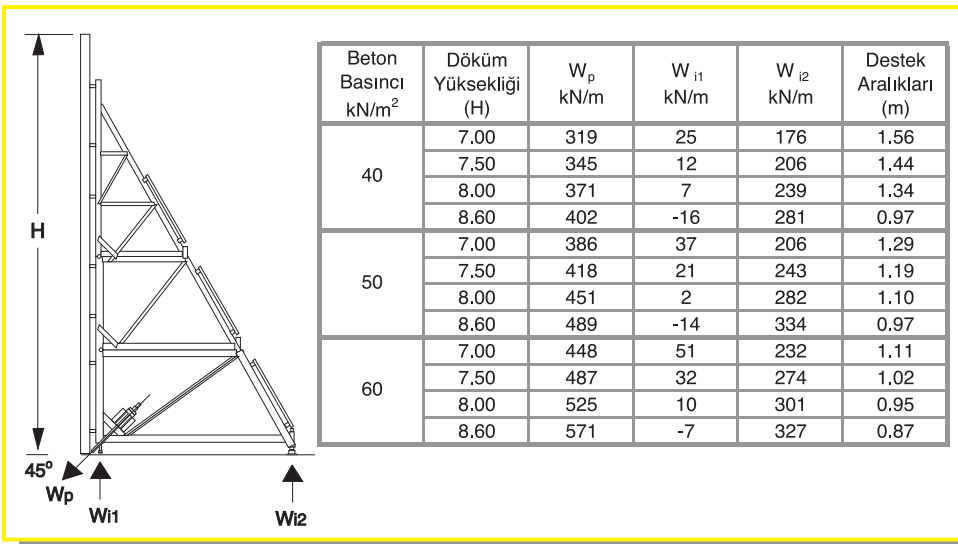 H
45°
Wp
Wi1
Wi2
Beton Basıncı kN/m² | Döküm Yüksekliği (H) | Wp kN/m | W i1 kN/m | W i2 kN/m | Destek Aralıkları (m)
40 | 7.00 | 319 | 25 | 176 | 1.56
7.50 | 345 | 12 | 206 | 1.44
8.00 | 371 | 7 | 239 | 1.34
8.60 | 402 | -16 | 281 | 0.97
50 | 7.00 | 386 | 37 | 206 | 1.29
7.50 | 418 | 21 | 243 | 1.19
8.00 | 451 | 2 | 282 | 1.10
8.60 | 489 | -14 | 334 | 0.97
60 | 7.00 | 448 | 51 | 232 | 1.11
7.50 | 487 | 32 | 274 | 1.02
8.00 | 525 | 10 | 301 | 0.95
8.60 | 571 | -7 | 327 | 0.87